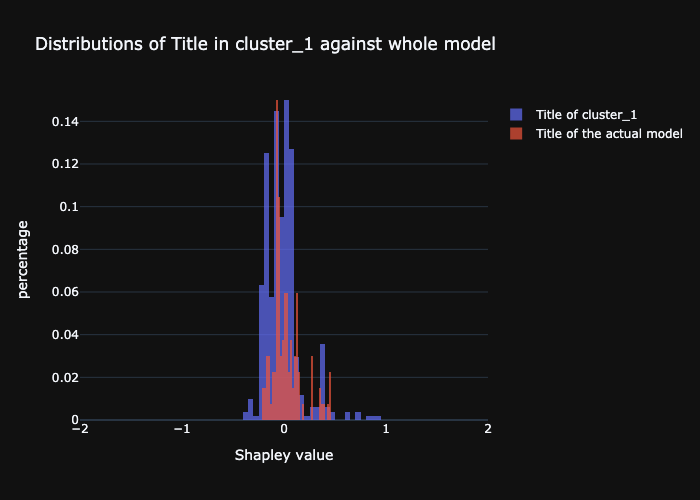 Distributions of Title in cluster_1 against whole model
Title of cluster_1
Title of the actual model
percentage
0.14
0.12
0.1
0.08
0.06
0.04
0.02
0
−2
−1
0
1
2
Shapley value